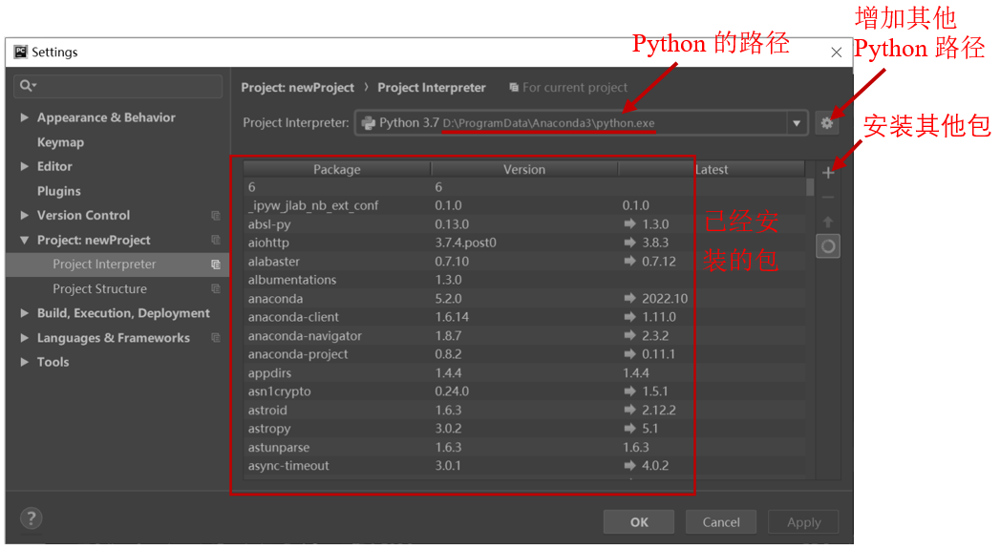 增加其他
Python 的路径
Python 路径
Settings
Project: newProject › Project Interpreter For current project
安装其他包
Appearance & Behavior
Project Interpreter: Python 3.7 D:\ProgramData\Anaconda3\python.exe
Keymap
Editor
Plugins
Version Control
Project: newProject
Project Interpreter
Project Structure
Build, Execution, Deployment
Languages & Frameworks
Tools
Package Version Latest
6 6
_ipyw_jlab_nb_ext_conf 0.1.0 0.1.0
absl-py 0.13.0 1.3.0
aiohttp 3.7.4.post0 3.8.3
alabaster 0.7.10 0.7.12
albumentations 1.3.0
anaconda 5.2.0 2022.10
anaconda-client 1.6.14 1.11.0
anaconda-navigator 1.8.7 2.3.2
anaconda-project 0.8.2 0.11.1
appdirs 1.4.4 1.4.4
asn1crypto 0.24.0 1.5.1
astroid 1.6.3 2.12.2
astropy 3.0.2 5.1
astunparse 1.6.3 1.6.3
async-timeout 3.0.1 4.0.2
已经安
装的包
?
OK Cancel Apply